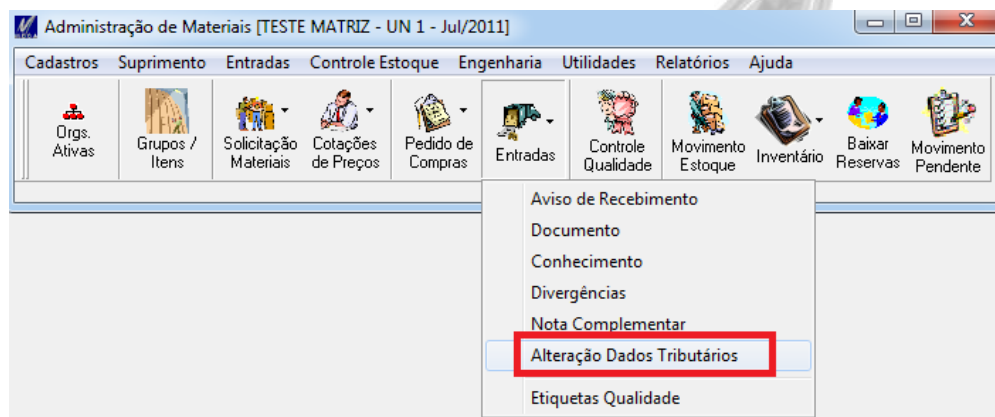 Administração de Materiais [TESTE MATRIZ - UN 1 - Jul/2011]
Cadastros Suprimento Entradas Controle Estoque Engenharia Utilidades Relatórios Ajuda
Orgs. Ativas
Grupos / Itens
Solicitação Materiais
Cotações de Preços
Pedido de Compras
Entradas
Controle Qualidade
Movimento Estoque
Inventário
Baixar Reservas
Movimento Pendente
Aviso de Recebimento
Documento
Conhecimento
Divergências
Nota Complementar
Alteração Dados Tributários
Etiquetas Qualidade